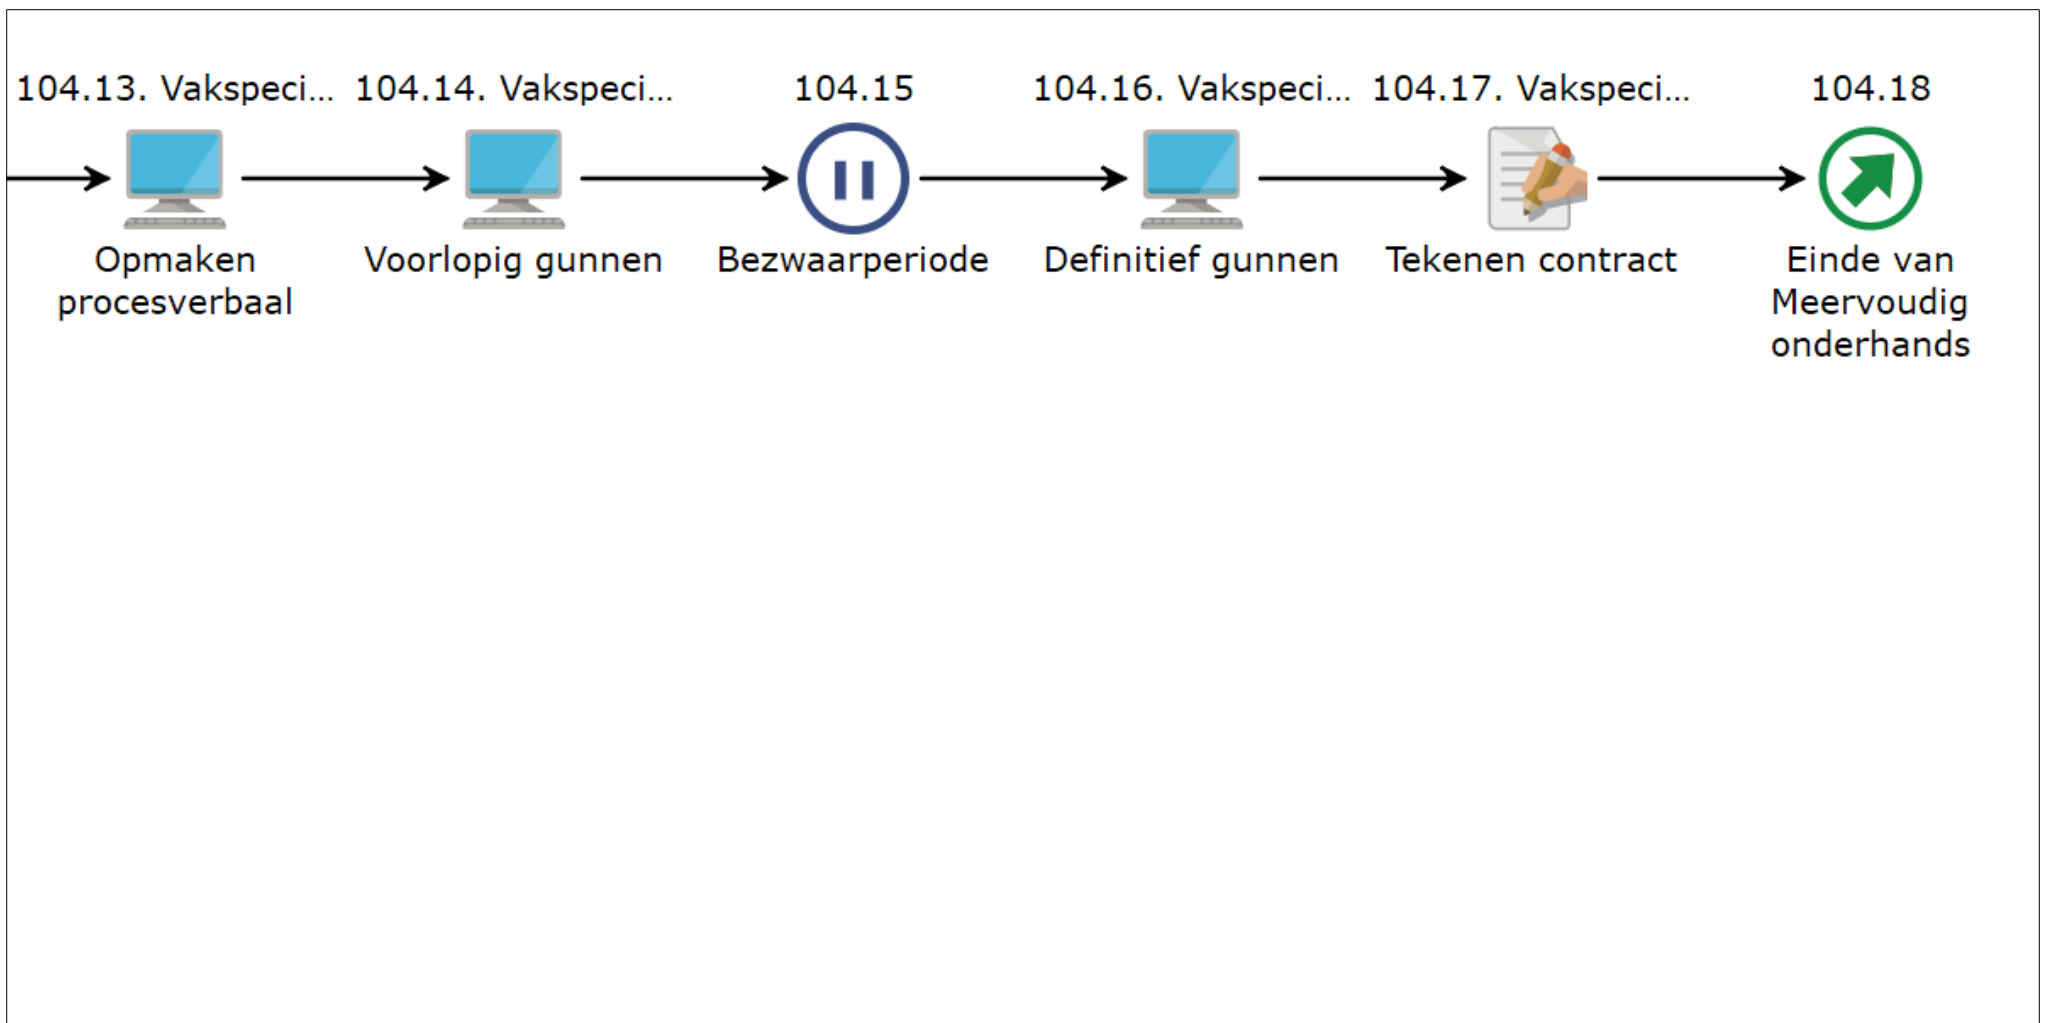 104.13. Vakspeci...
104.14. Vakspeci...
104.15
104.16. Vakspeci...
104.17. Vakspeci...
104.18
Opmaken
procesverbaal
Voorlopig gunnen
Bezwaarperiode
Definitief gunnen
Tekenen contract
Einde van
Meervoudig
onderhands